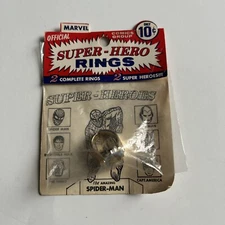 MARVEL
OFFICIAL
COMICS
GROUP
ONLY
10¢
SUPER-HERO
RINGS
2 COMPLETE RINGS
2 SUPER HEROES!!!
SUPER-HEROES
THE AMAZING
SPIDER-MAN
CAPT. AMERICA